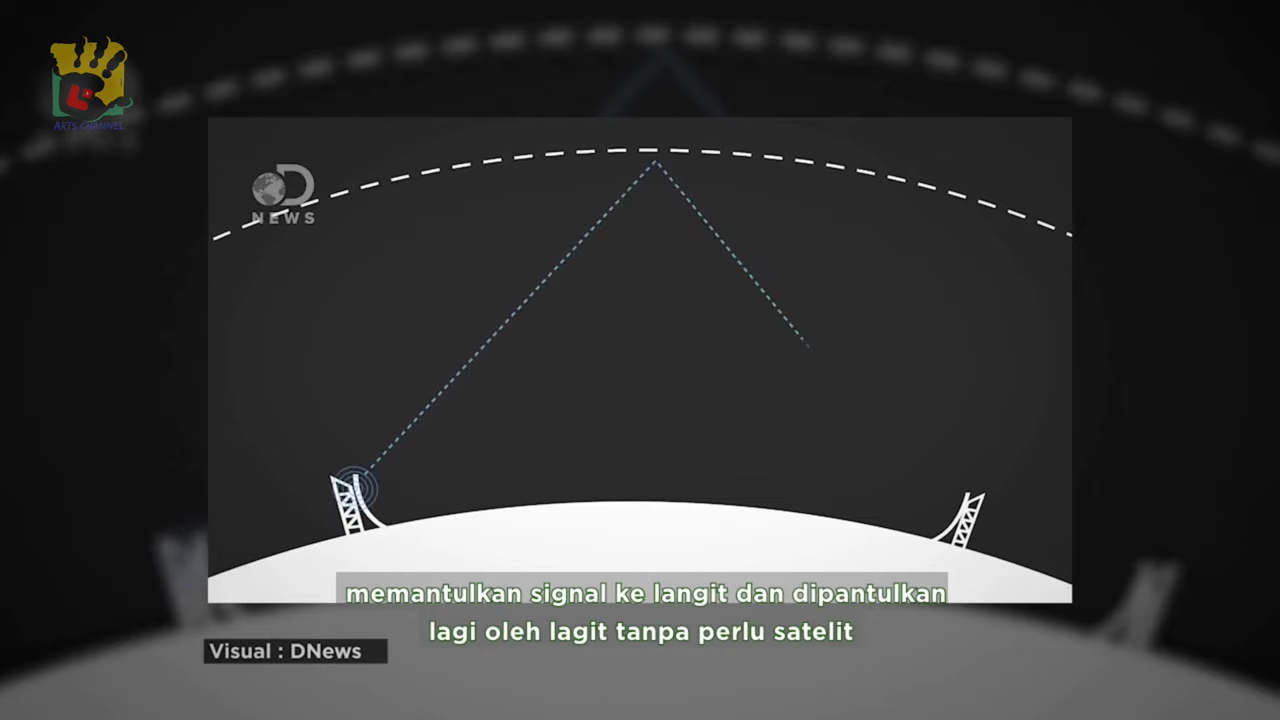 ARTS CHANNEL
D
NEWS
memantulkan signal ke langit dan dipantulkan
lagi oleh lagit tanpa perlu satelit
Visual : DNews